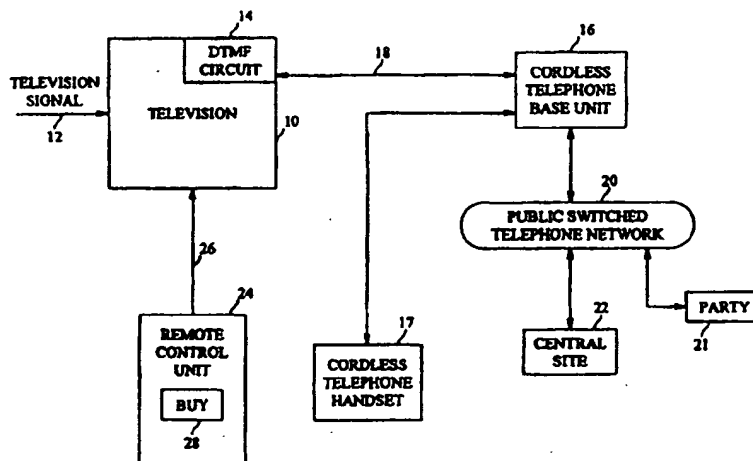 14
DTMF
CIRCUIT
TELEVISION
SIGNAL
12
TELEVISION
10
18
16
CORDLESS
TELEPHONE
BASE UNIT
20
PUBLIC SWITCHED
TELEPHONE NETWORK
26
24
REMOTE
CONTROL
UNIT
BUY
28
17
CORDLESS
TELEPHONE
HANDSET
22
CENTRAL
SITE
PARTY
21